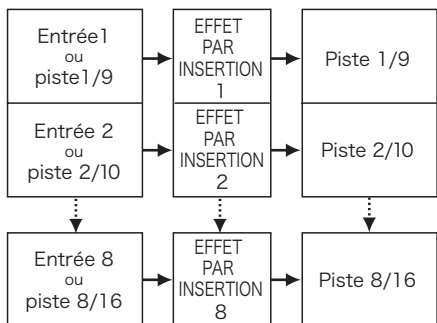 Entrée1
ou
piste1/9
EFFET
PAR
INSERTION
1
Piste 1/9
Entrée 2
ou
piste 2/10
EFFET
PAR
INSERTION
2
Piste 2/10
Entrée 8
ou
piste 8/16
EFFET
PAR
INSERTION
8
Piste 8/16